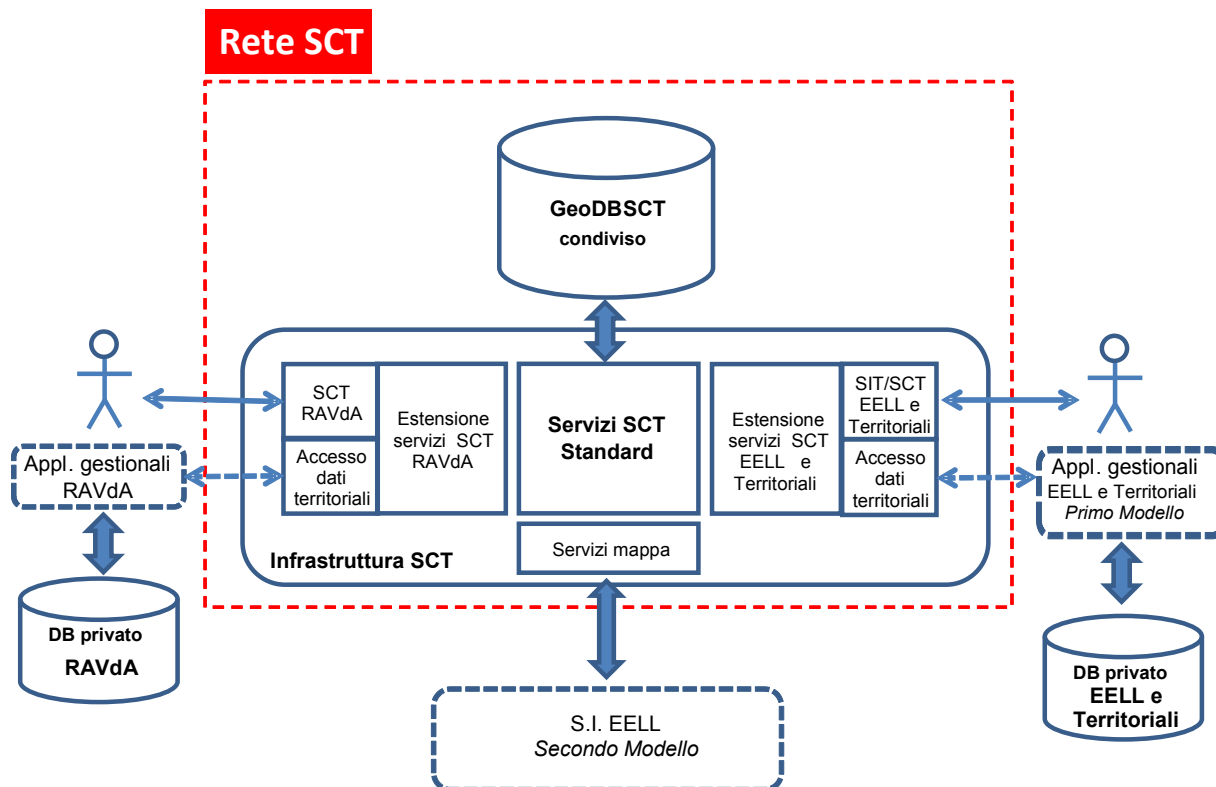 Rete SCT
GeoDBSCT
condiviso
SCT
RAVdA
Accesso
dati
territoriali
Estensione
servizi SCT
RAVdA
Servizi SCT
Standard
Estensione
servizi SCT
EELL e
Territoriali
SIT/SCT
EELL e
Territoriali
Accesso
dati
territoriali
Servizi mappa
Infrastruttura SCT
Appl. gestionali
RAVdA
DB privato
RAVdA
Appl. gestionali
EELL e Territoriali
Primo Modello
DB privato
EELL e
Territoriali
S.I. EELL
Secondo Modello